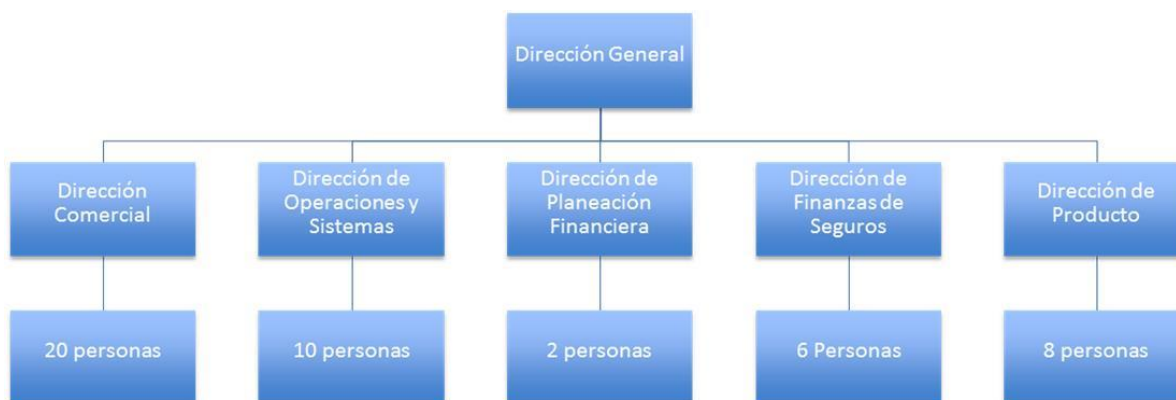 Dirección General
Dirección
Comercial
Dirección de
Operaciones y
Sistemas
Dirección de
Planeación
Financiera
Dirección de
Finanzas de
Seguros
Dirección de
Producto
20 personas
10 personas
2 personas
6 Personas
8 personas